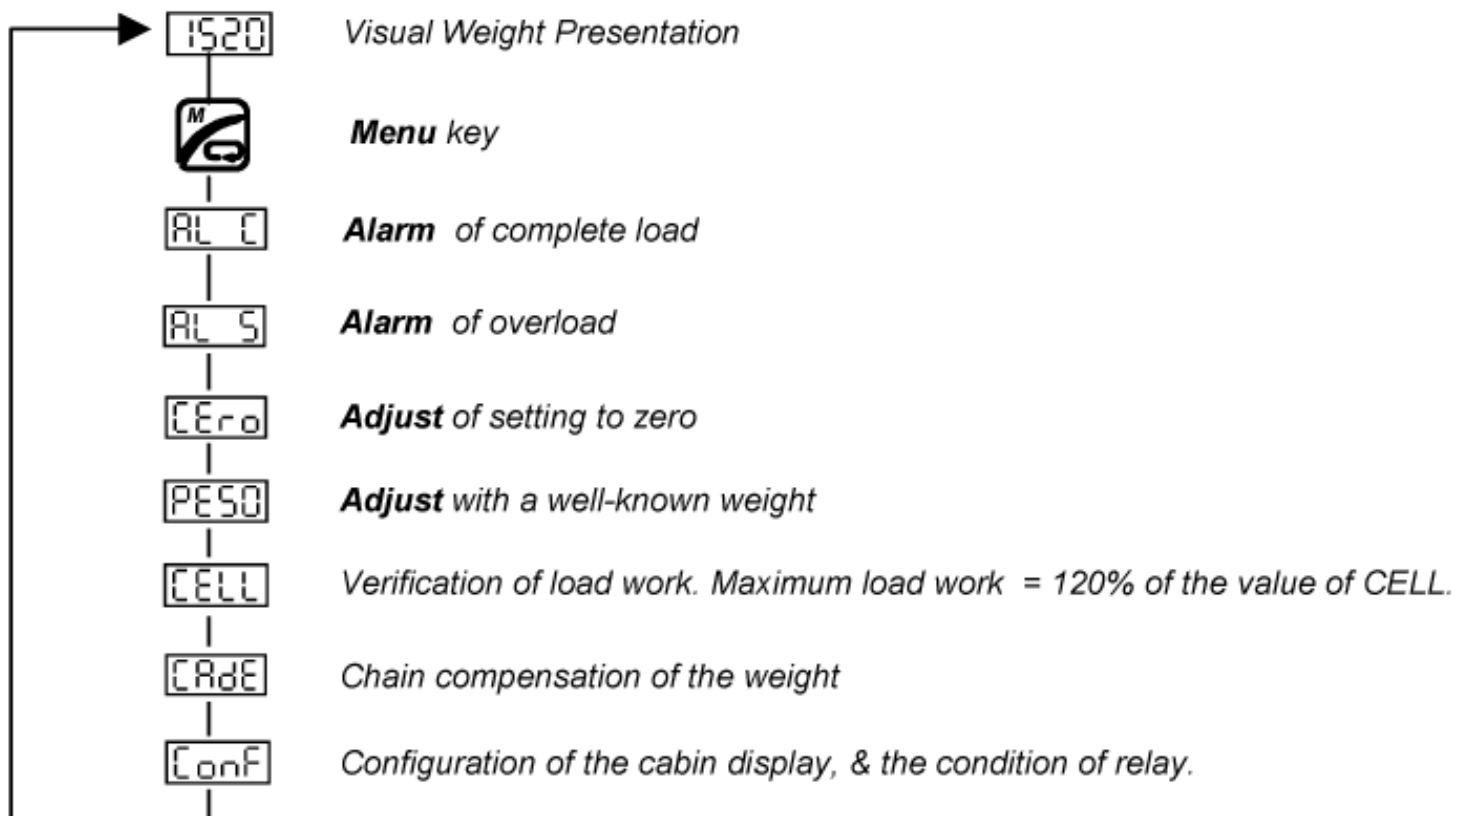 1520 Visual Weight Presentation
M Menu key
AL C Alarm of complete load
AL S Alarm of overload
CEro Adjust of setting to zero
PESO Adjust with a well-known weight
CELL Verification of load work. Maximum load work = 120% of the value of CELL.
CAdE Chain compensation of the weight
ConF Configuration of the cabin display, & the condition of relay.